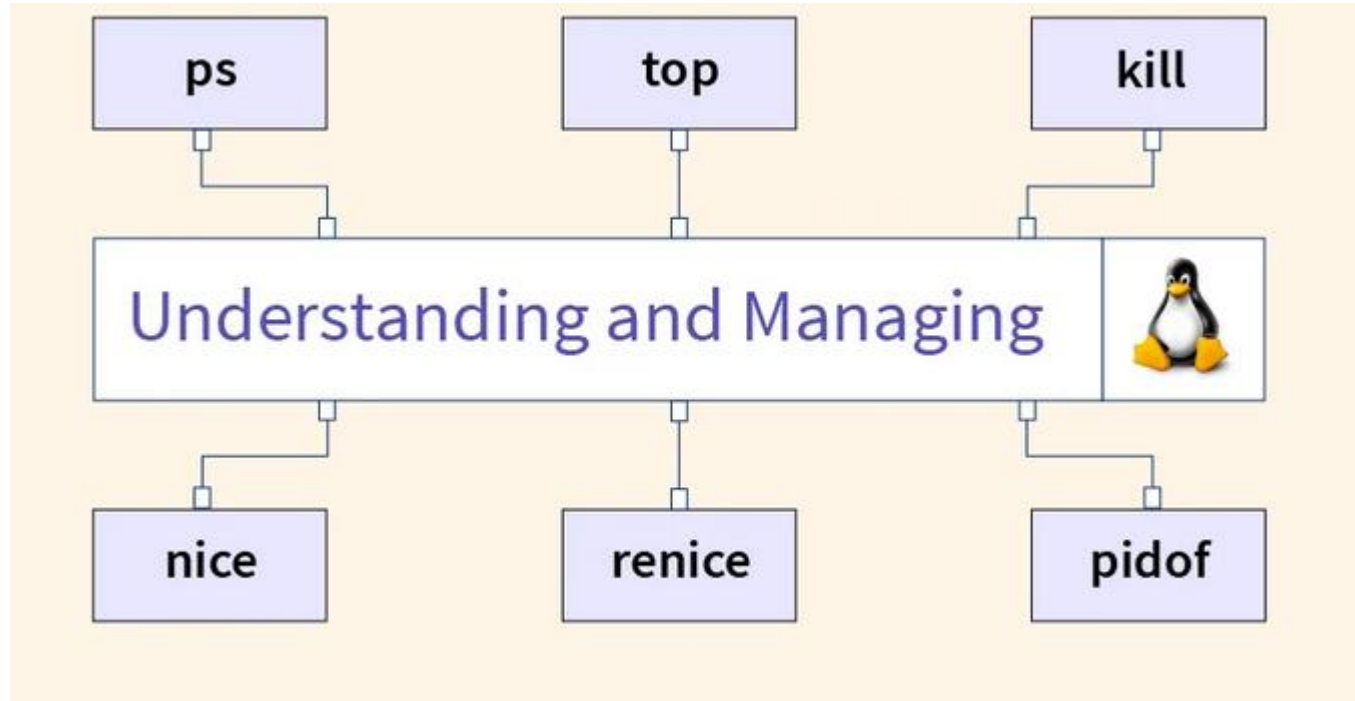 ps
top
kill
Understanding and Managing
nice
renice
pidof